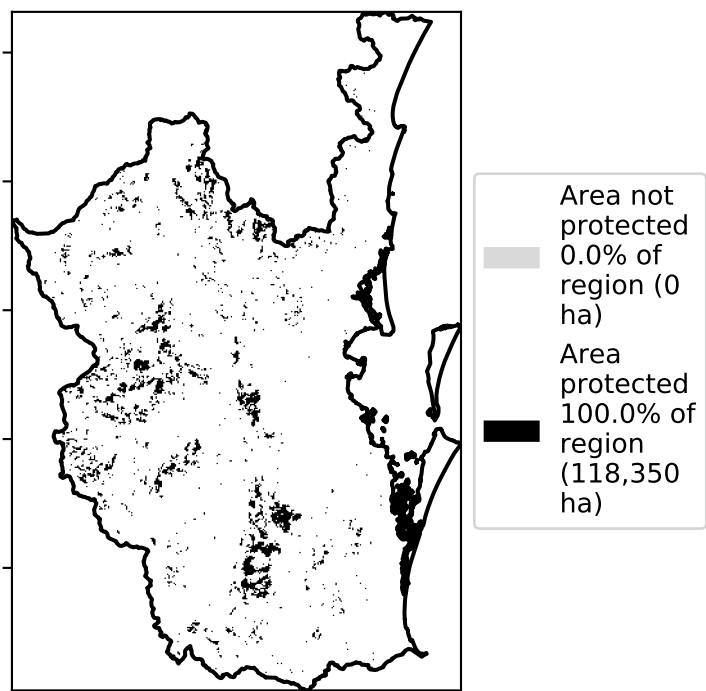 Area not
protected
0.0% of
region (0
ha)
Area
protected
100.0% of
region
(118,350
ha)